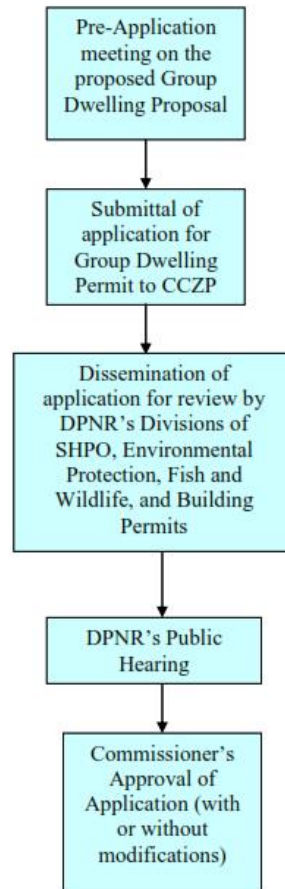 Pre-Application
meeting on the
proposed Group
Dwelling Proposal
Submittal of
application for
Group Dwelling
Permit to CCZP
Dissemination of
application for review by
DPNR's Divisions of
SHPO, Environmental
Protection, Fish and
Wildlife, and Building
Permits
DPNR's Public
Hearing
Commissioner's
Approval of
Application (with
or without
modifications)